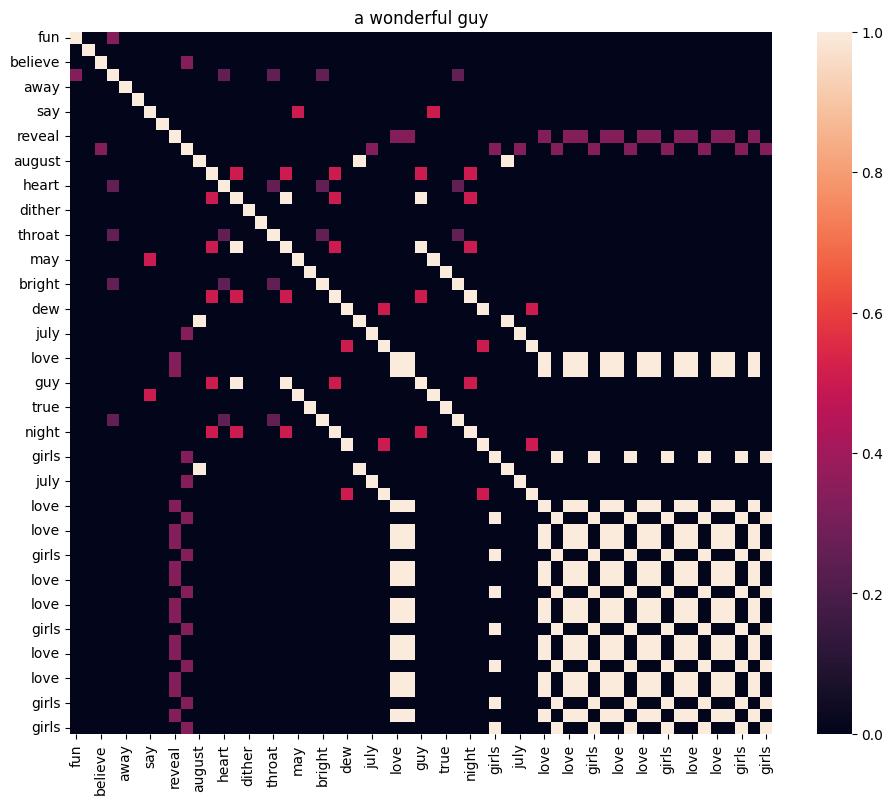 a wonderful guy
fun
believe
away
say
reveal
august
heart
dither
throat
may
bright
dew
july
love
guy
true
night
girls
july
love
love
girls
love
love
girls
love
love
girls
girls
1.0
0.8
0.6
0.4
0.2
0.0
fun
believe
away
say
reveal
august
heart
dither
throat
may
bright
dew
july
love
guy
true
night
girls
july
love
love
girls
love
love
girls
love
love
girls
girls